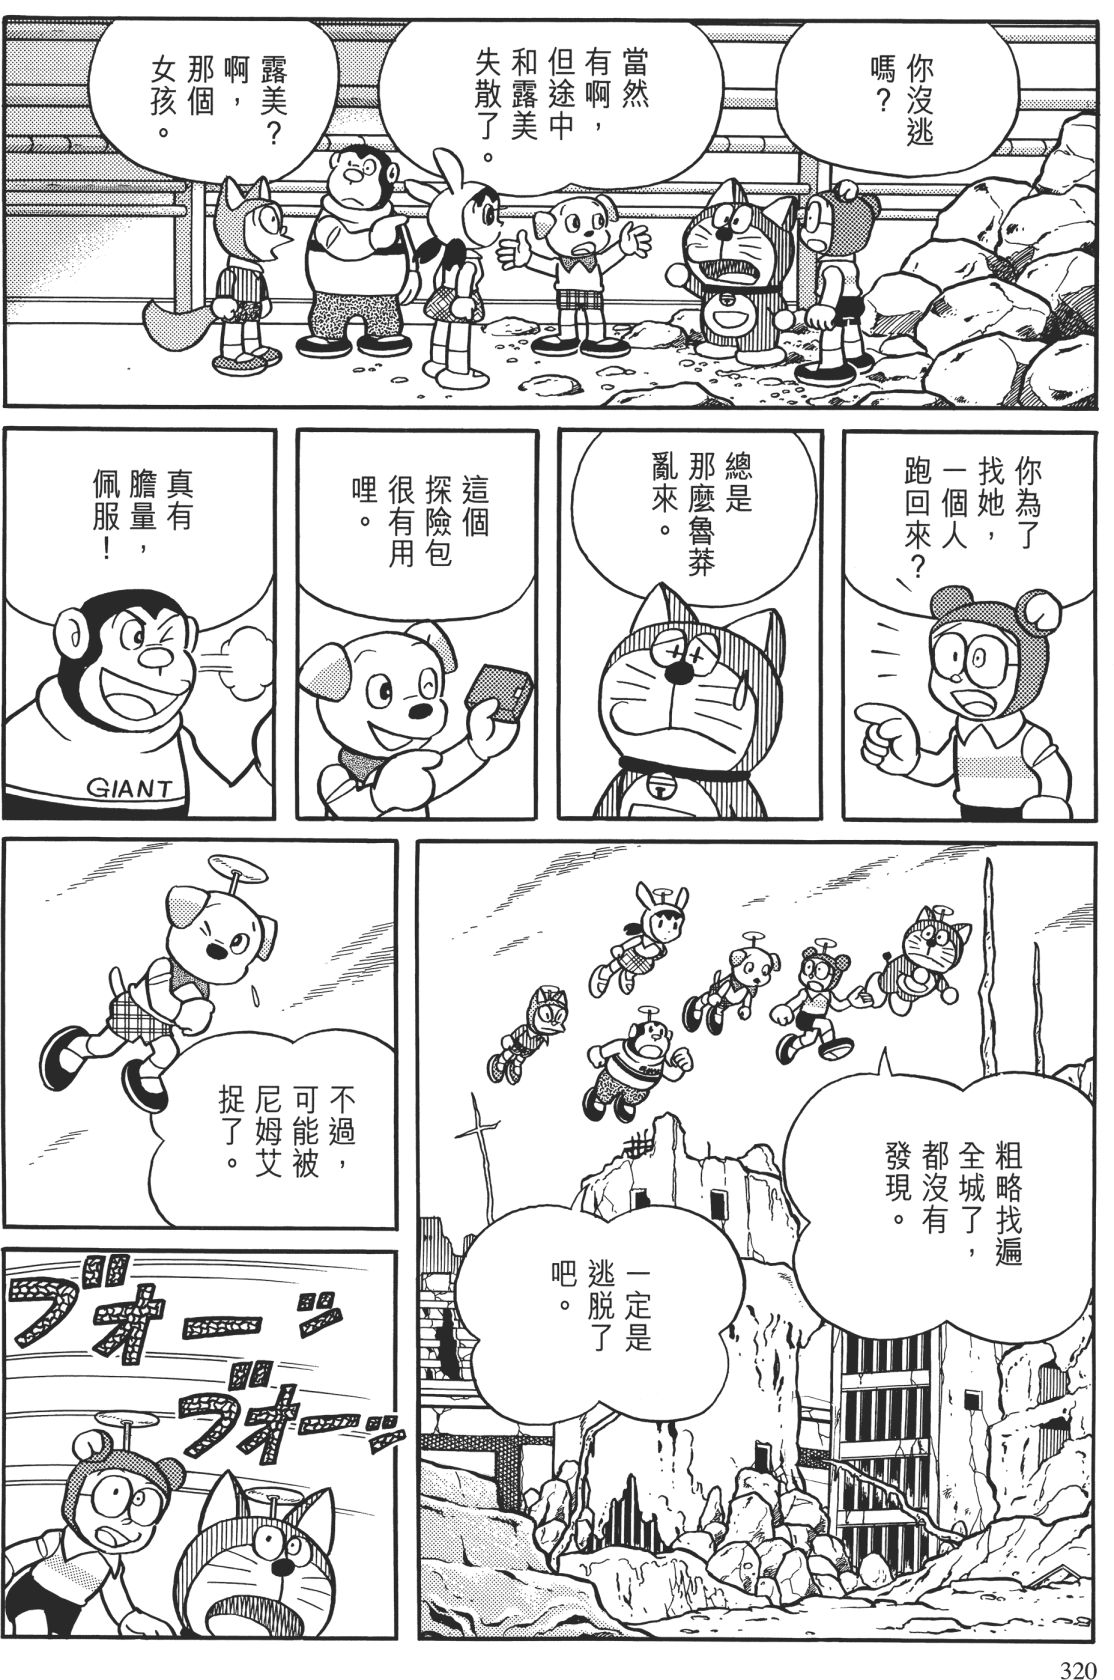 你沒逃
嗎？
當然
有啊，
但途中
和露美
失散了。
露美？
啊，
那個
女孩。
你為了
找她，
一個人
跑回來？
總是
那麼魯莽
亂來。
這個
探險包
很有用
哩。
真有
膽量，
佩服！
GIANT
粗略找遍
全城了，
都沒有
發現。
一定是
逃脫了
吧。
不過，
可能被
尼姆艾
捉了。
ブオーッ
ブオーッ
320